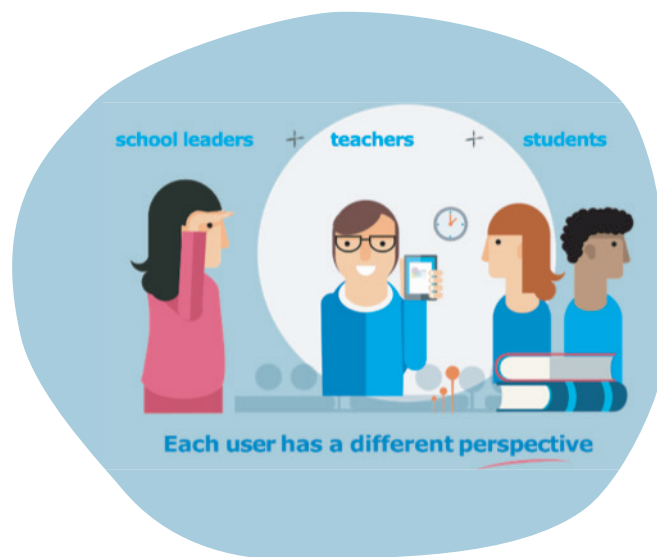 school leaders + teachers + students
Each user has a different perspective